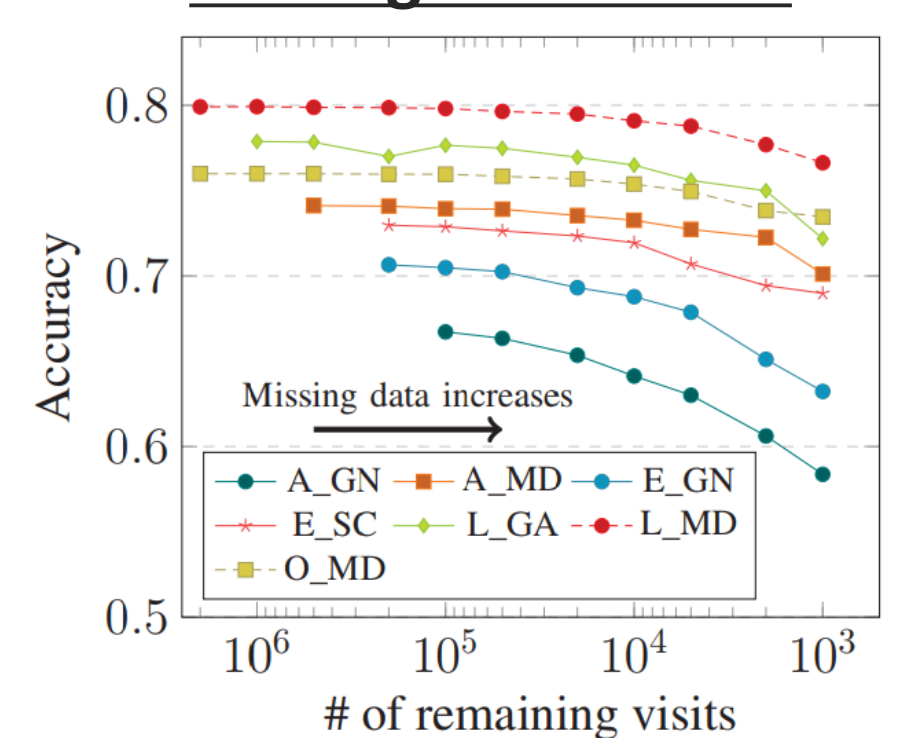 0.8
0.7
0.6
0.5
Accuracy
Missing data increases
A_GN A_MD E_GN
E_SC L_GA L_MD
O_MD
10^6 10^5 10^4 10^3
# of remaining visits